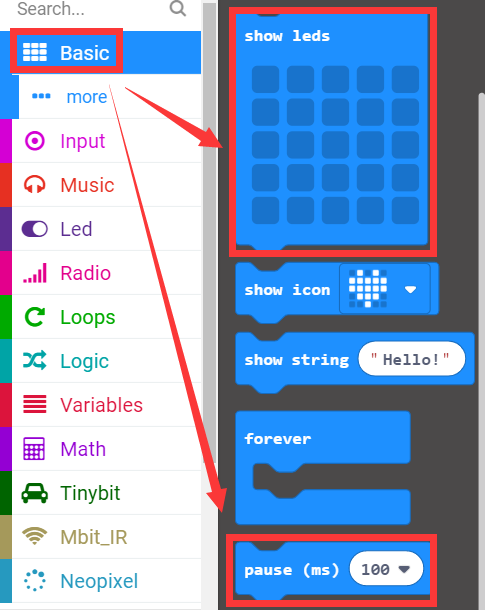 Search...
Basic
more
Input
Music
Led
Radio
Loops
Logic
Variables
Math
Tinybit
Mbit_IR
Neopixel
show leds
show icon
show string "Hello!"
forever
pause (ms) 100